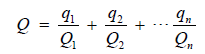 Q = q₁/Q₁ + q₂/Q₂ + ⋯ qₙ/Qₙ